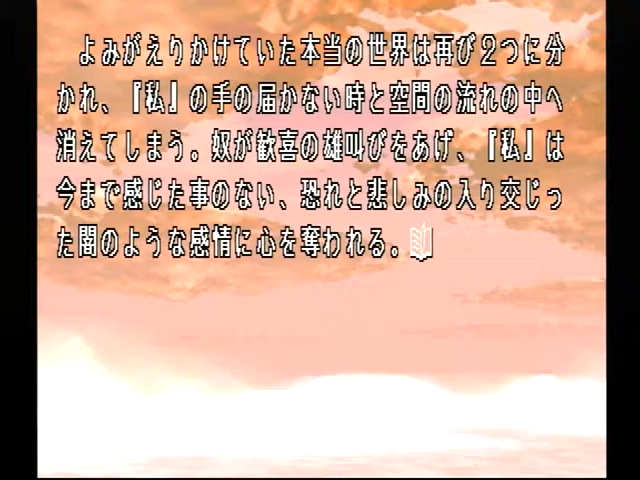 よみがえりかけていた本当の世界は再び２つに分
かれ、『私』の手の届かない時と空間の流れの中へ
消えてしまう。奴が歓喜の雄叫びをあげ、『私』は
今まで感じた事のない、恐れと悲しみの入り交じっ
た闇のような感情に心を奪われる。